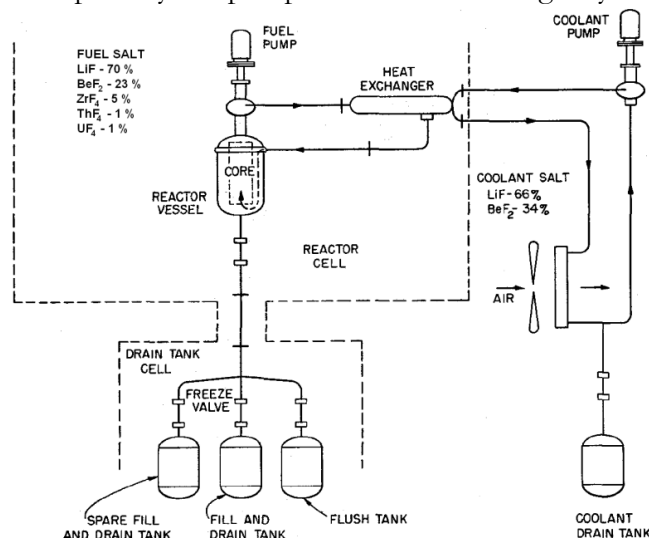 FUEL
PUMP
COOLANT
PUMP
FUEL SALT
LiF - 70 %
BeF2 - 23 %
ZrF4 - 5 %
ThF4 - 1 %
UF4 - 1 %
HEAT
EXCHANGER
CORE
REACTOR
VESSEL
COOLANT SALT
LiF-66%
BeF2-34%
REACTOR
CELL
AIR
DRAIN TANK
CELL
FREEZE
VALVE
SPARE FILL
AND DRAIN TANK
FILL AND
DRAIN TANK
FLUSH TANK
COOLANT
DRAIN TANK